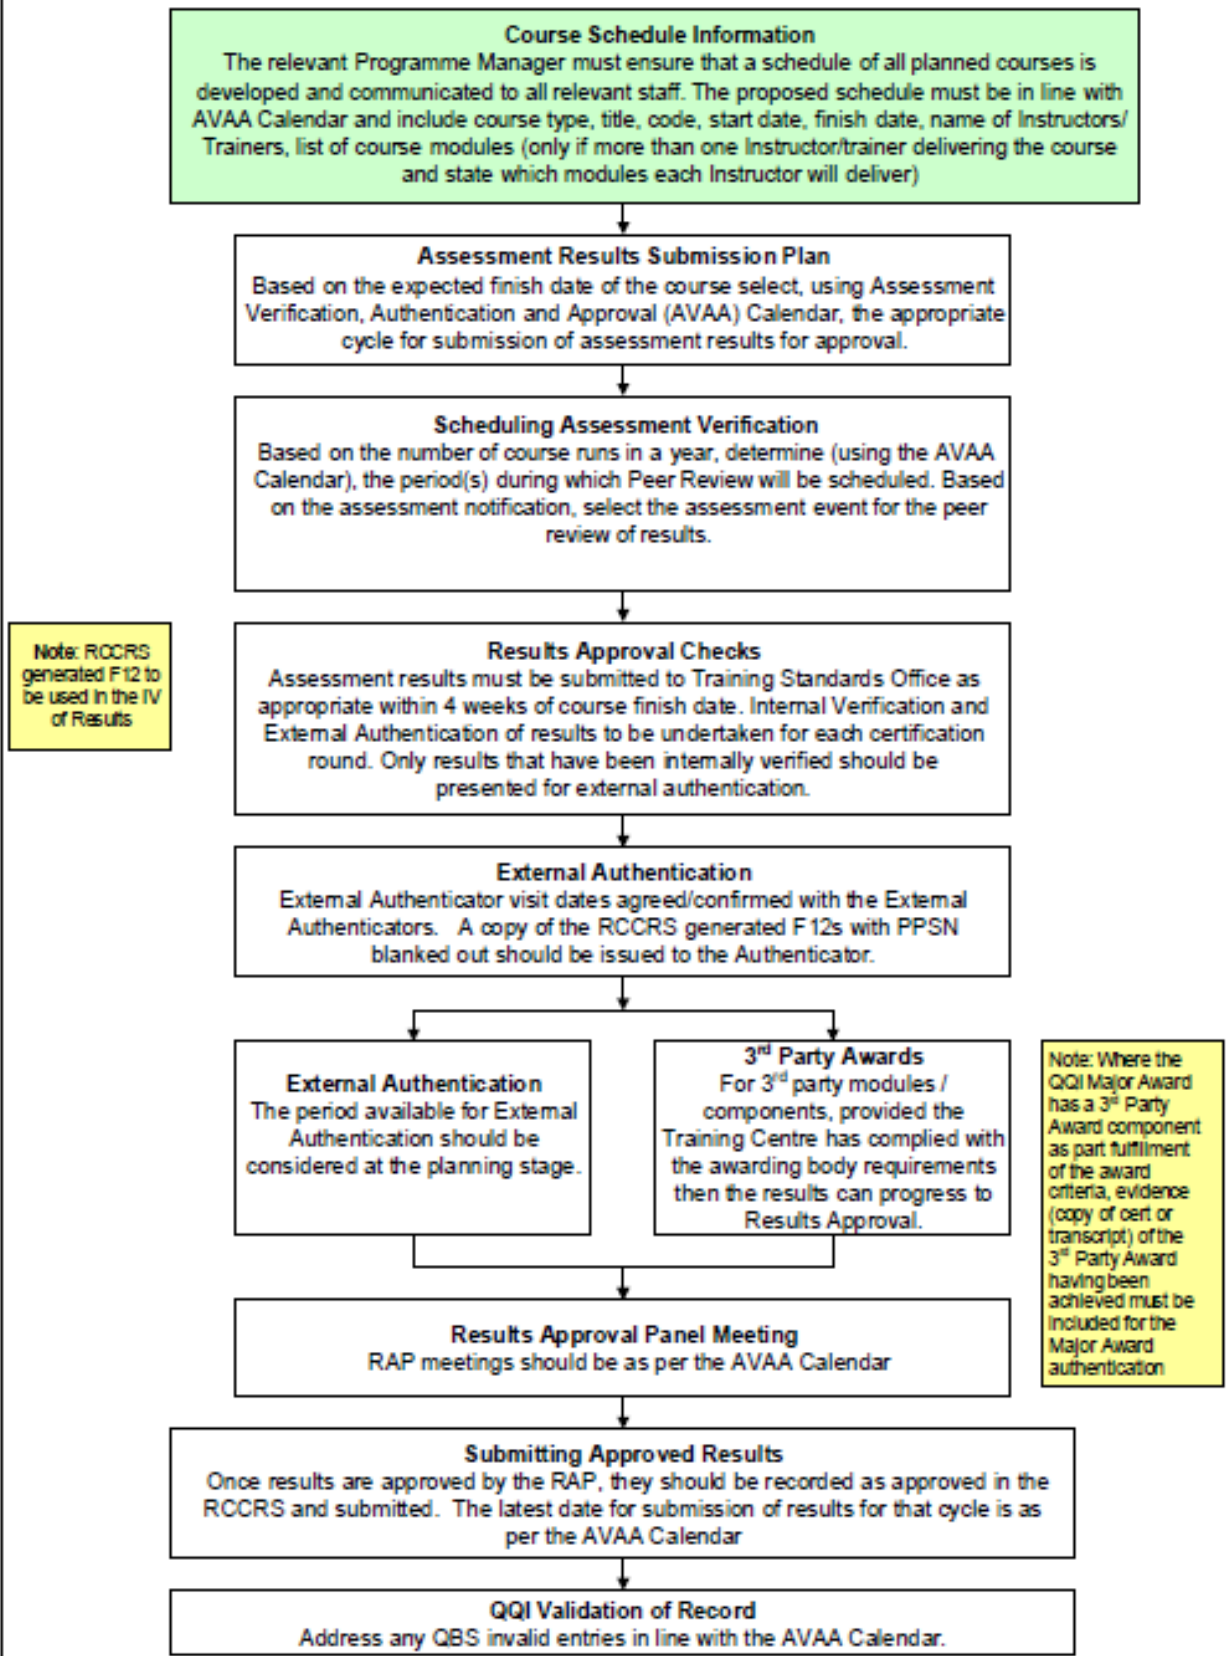 Course Schedule Information
The relevant Programme Manager must ensure that a schedule of all planned courses is
developed and communicated to all relevant staff. The proposed schedule must be in line with
AVAA Calendar and include course type, title, code, start date, finish date, name of Instructors/
Trainers, list of course modules (only if more than one Instructor/trainer delivering the course
and state which modules each Instructor will deliver)
Assessment Results Submission Plan
Based on the expected finish date of the course select, using Assessment
Verification, Authentication and Approval (AVAA) Calendar, the appropriate
cycle for submission of assessment results for approval.
Scheduling Assessment Verification
Based on the number of course runs in a year, determine (using the AVAA
Calendar), the period(s) during which Peer Review will be scheduled. Based
on the assessment notification, select the assessment event for the peer
review of results.
Note: RCCRS
generated F12 to
be used in the IV
of Results
Results Approval Checks
Assessment results must be submitted to Training Standards Office as
appropriate within 4 weeks of course finish date. Internal Verification and
External Authentication of results to be undertaken for each certification
round. Only results that have been internally verified should be
presented for external authentication.
External Authentication
External Authenticator visit dates agreed/confirmed with the External
Authenticators. A copy of the RCCRS generated F12s with PPSN
blanked out should be issued to the Authenticator.
External Authentication
The period available for External
Authentication should be
considered at the planning stage.
3rd Party Awards
For 3rd party modules /
components, provided the
Training Centre has complied with
the awarding body requirements
then the results can progress to
Results Approval.
Note: Where the
QQI Major Award
has a 3rd Party
Award component
as part fulfillment
of the award
criteria, evidence
(copy of cert or
transcript) of the
3rd Party Award
having been
achieved must be
included for the
Major Award
authentication
Results Approval Panel Meeting
RAP meetings should be as per the AVAA Calendar
Submitting Approved Results
Once results are approved by the RAP, they should be recorded as approved in the
RCCRS and submitted. The latest date for submission of results for that cycle is as
per the AVAA Calendar
QQI Validation of Record
Address any QBS invalid entries in line with the AVAA Calendar.